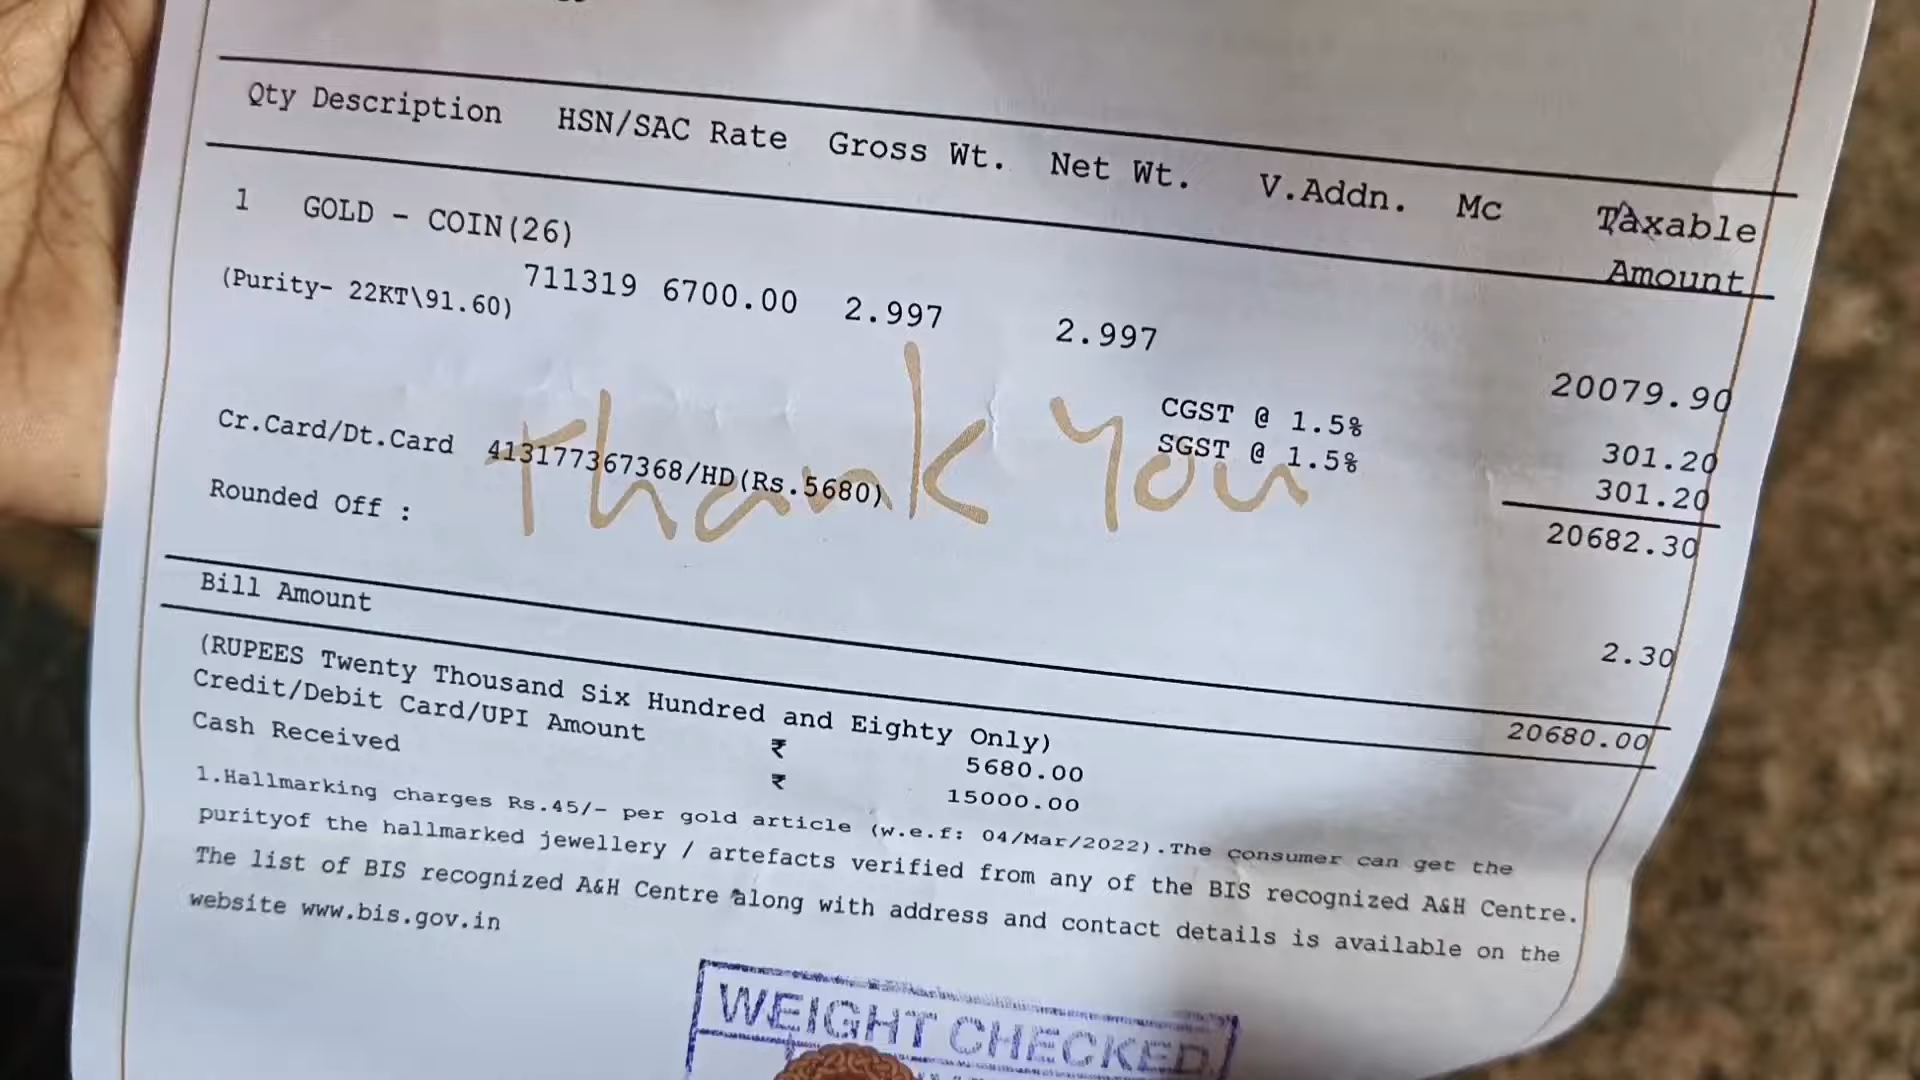 Qty Description HSN/SAC Rate Gross Wt. Net Wt. V.Addn. Mc Taxable
Amount
1 GOLD - COIN(26)
711319 6700.00 2.997 2.997
(Purity- 22KT\91.60)
20079.90
CGST @ 1.5% 301.20
SGST @ 1.5% 301.20
20682.30
Cr.Card/Dt.Card 413177367368/HD(Rs.5680)
Rounded Off : 2.30
Thank You
Bill Amount 20680.00
(RUPEES Twenty Thousand Six Hundred and Eighty Only)
Credit/Debit Card/UPI Amount ₹ 5680.00
Cash Received ₹ 15000.00
1.Hallmarking charges Rs.45/- per gold article (w.e.f: 04/Mar/2022).The consumer can get the
purityof the hallmarked jewellery / artefacts verified from any of the BIS recognized A&H Centre.
The list of BIS recognized A&H Centre along with address and contact details is available on the
website www.bis.gov.in
WEIGHT CHECKED